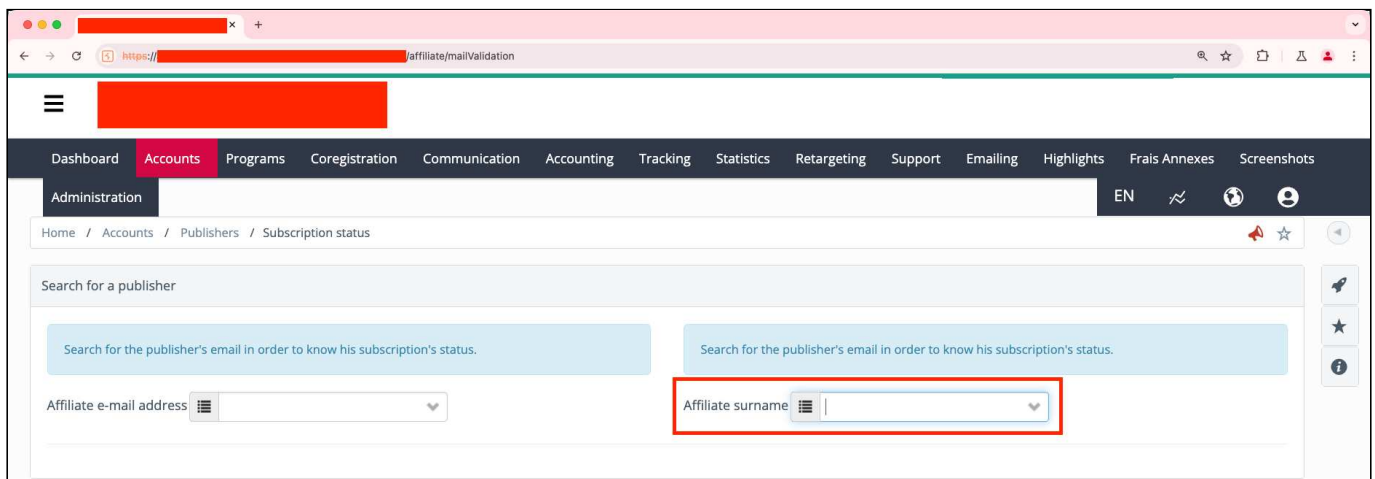 https:// /affiliate/mailValidation
Dashboard Accounts Programs Coregistration Communication Accounting Tracking Statistics Retargeting Support Emailing Highlights Frais Annexes Screenshots
Administration EN
Home / Accounts / Publishers / Subscription status
Search for a publisher
Search for the publisher's email in order to know his subscription's status.
Search for the publisher's email in order to know his subscription's status.
Affiliate e-mail address
Affiliate surname